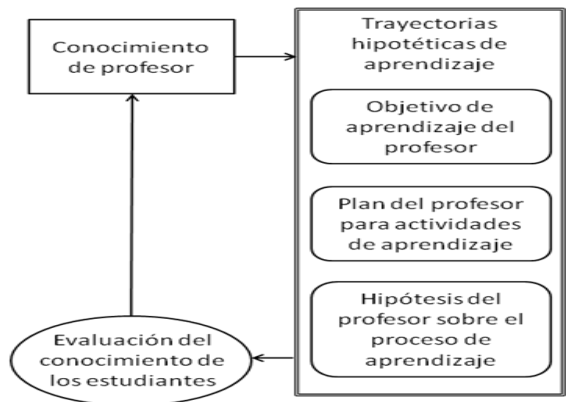 Conocimiento
de profesor
Trayectorias
hipotéticas de
aprendizaje
Objetivo de
aprendizaje del
profesor
Plan del profesor
para actividades
de aprendizaje
Hipótesis del
profesor sobre el
proceso de
aprendizaje
Evaluación del
conocimiento de
los estudiantes